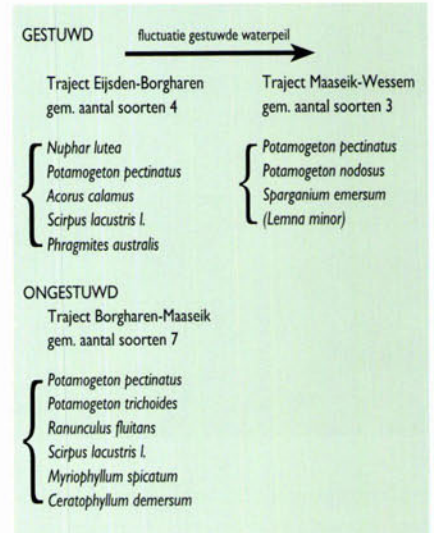 GESTUWD
fluctuatie gestuwde waterpeil
Traject Eijsden-Borgharen
gem. aantal soorten 4
Nuphar lutea
Potamogeton pectinatus
Acorus calamus
Scirpus lacustris l.
Phragmites australis
Traject Maaseik-Wessem
gem. aantal soorten 3
Potamogeton pectinatus
Potamogeton nodosus
Sparganium emersum
(Lemna minor)
ONGESTUWD
Traject Borgharen-Maaseik
gem. aantal soorten 7
Potamogeton pectinatus
Potamogeton trichoides
Ranunculus fluitans
Scirpus lacustris l.
Myriophyllum spicatum
Ceratophyllum demersum